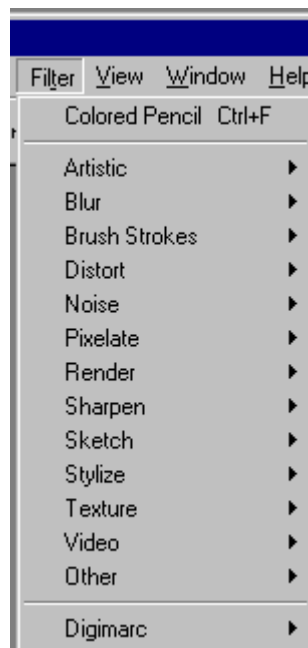 Filter View Window Help
Colored Pencil Ctrl+F
Artistic
Blur
Brush Strokes
Distort
Noise
Pixelate
Render
Sharpen
Sketch
Stylize
Texture
Video
Other
Digimarc